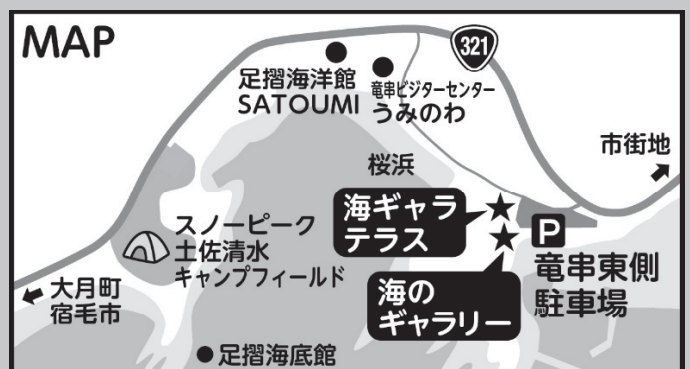 MAP
321
足摺海洋館
SATOUMI
竜串ビジターセンター
うみのわ
市街地
桜浜
海ギャラ
テラス
P
竜串東側
駐車場
スノーピーク
土佐清水
キャンプフィールド
海の
ギャラリー
大月町
宿毛市
足摺海底館